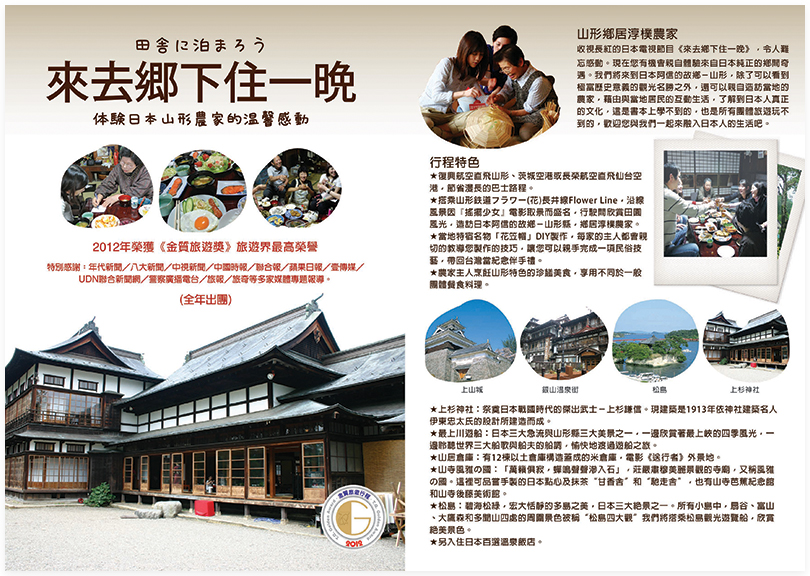 田舎に泊まろう
來去鄉下住一晚
体験日本山形農家的溫馨感動
2012年榮獲《金質旅遊獎》旅遊界最高榮譽
特別感謝：年代新聞／八大新聞／中視新聞／中國時報／聯合報／蘋果日報／壹傳媒／
UDN聯合新聞網／警察廣播電台／旅報／旅奇等多家媒體專題報導。
(全年出團)
金質旅遊行程
2012
山形鄉居淳樸農家
收視長紅的日本電視節目《來去鄉下住一晚》，令人難
忘感動。現在您有機會親自體驗來自日本純正的鄉間奇
遇。我們將來到日本阿信的故鄉－山形，除了可以看到
極富歷史意義的觀光名勝之外，還可以親自造訪當地的
農家，藉由與當地居民的互動生活，了解到日本人真正
的文化，這是書本上學不到的，也是所有團體旅遊玩不
到的，歡迎您與我們一起來融入日本人的生活吧。
行程特色
★復興航空直飛山形、茨城空港或長榮航空直飛仙台空
港，節省漫長的巴士路程。
★搭乘山形鉄道フラワー(花)長井線Flower Line，沿線
風景因『搖擺少女』電影取景而盛名，行駛間欣賞田園
風光，造訪日本阿信的故鄉－山形縣，鄉居淳樸農家。
★當地特宿名物「花笠帽」DIY製作，每家的主人都會親
切的教導您製作的技巧，讓您可以親手完成一項民俗技
藝，帶回台灣當紀念伴手禮。
★農家主人烹飪山形特色的珍饈美食，享用不同於一般
團體餐食料理。
上山城
銀山溫泉街
松島
上杉神社
★上杉神社：祭奠日本戰國時代的傑出武士－上杉謙信。現建築是1913年依神社建築名人
伊東忠太氏的設計所建造而成。
★最上川遊船：日本三大急流與山形縣三大美景之一，一邊欣賞著最上峽的四季風光，一
邊聆聽世界三大船歌與船夫的船調，愉快地渡過遊船之旅。
★山居倉庫：有12棟以土倉庫構造蓋成的米倉庫，電影《送行者》外景地。
★山寺風雅の國：「萬籟俱寂，蟬鳴聲聲滲入石」，莊嚴肅穆美麗景觀的寺廟，又稱風雅
の國。這裡可品嘗手製的日本點心及抹茶“甘香舍”和“馳走舍”，也有山寺芭蕉紀念館
和山寺後藤美術館。
★松島：碧海松綠，宏大恬靜的多島之美，日本三大絕景之一。所有小島中，扇谷、富山
、大鷹森和多聞山四處的周圍景色被稱“松島四大觀”我們將搭乘松島觀光遊覽船，欣賞
絕美景色。
★另入住日本百選溫泉飯店。